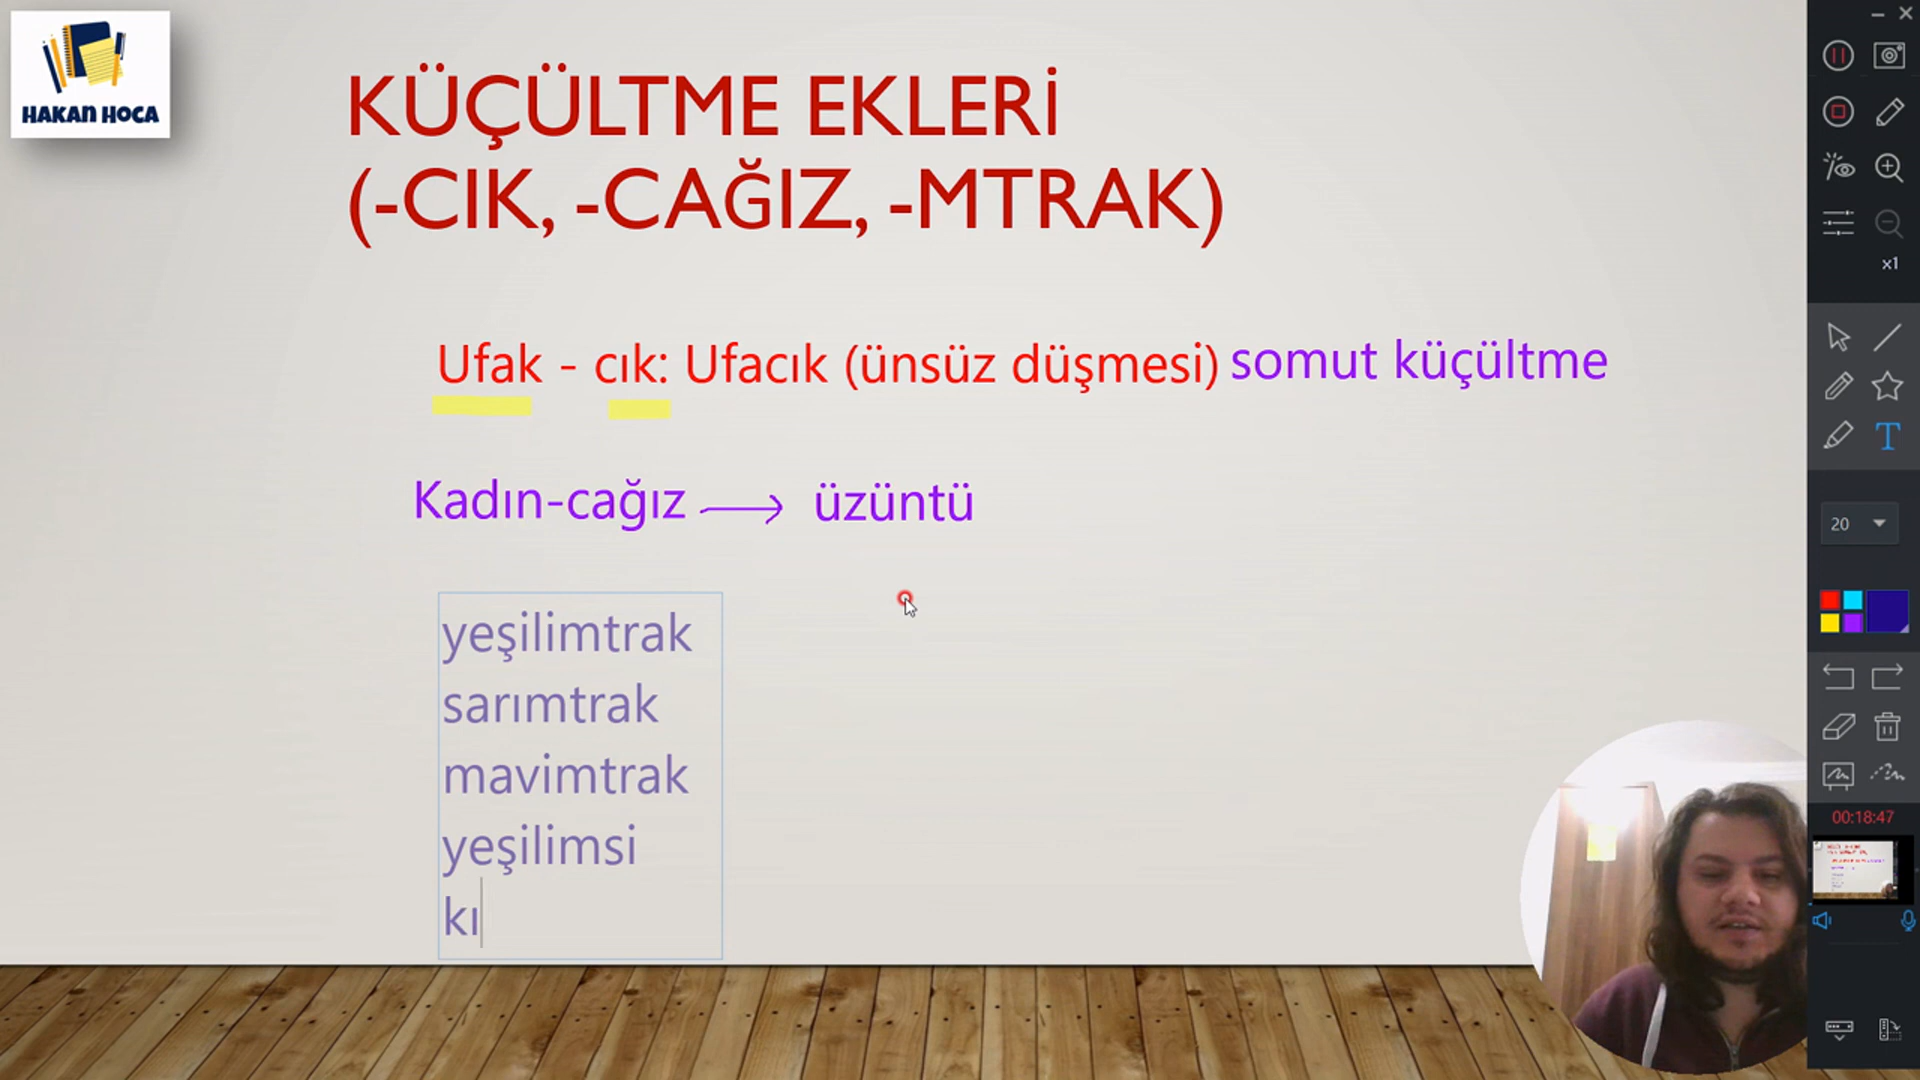 HAKAN HOCA
KÜÇÜLTME EKLERİ
(-CIK, -CAĞIZ, -MTRAK)
Ufak - cık: Ufacık (ünsüz düşmesi) somut küçültme
Kadın-cağız → üzüntü
yeşilimtrak
sarımtrak
mavimtrak
yeşilimsi
kı
x1
T
20
00:18:47